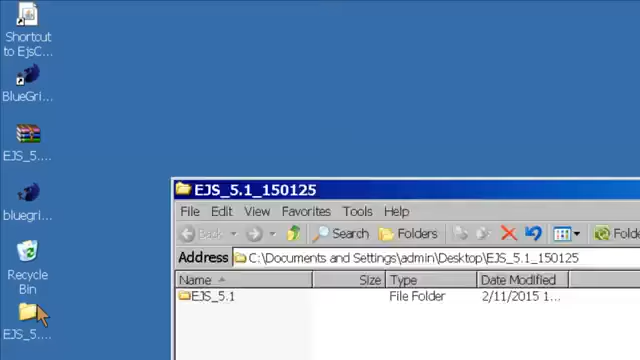 Shortcut
to EjsC...
BlueGri...
EJS_5....
bluegri...
Recycle
Bin
EJS_5....
EJS_5.1_150125
File Edit View Favorites Tools Help
Back Search Folders Folde
Address C:\Documents and Settings\admin\Desktop\EJS_5.1_150125
Name Size Type Date Modified
EJS_5.1 File Folder 2/11/2015 1...